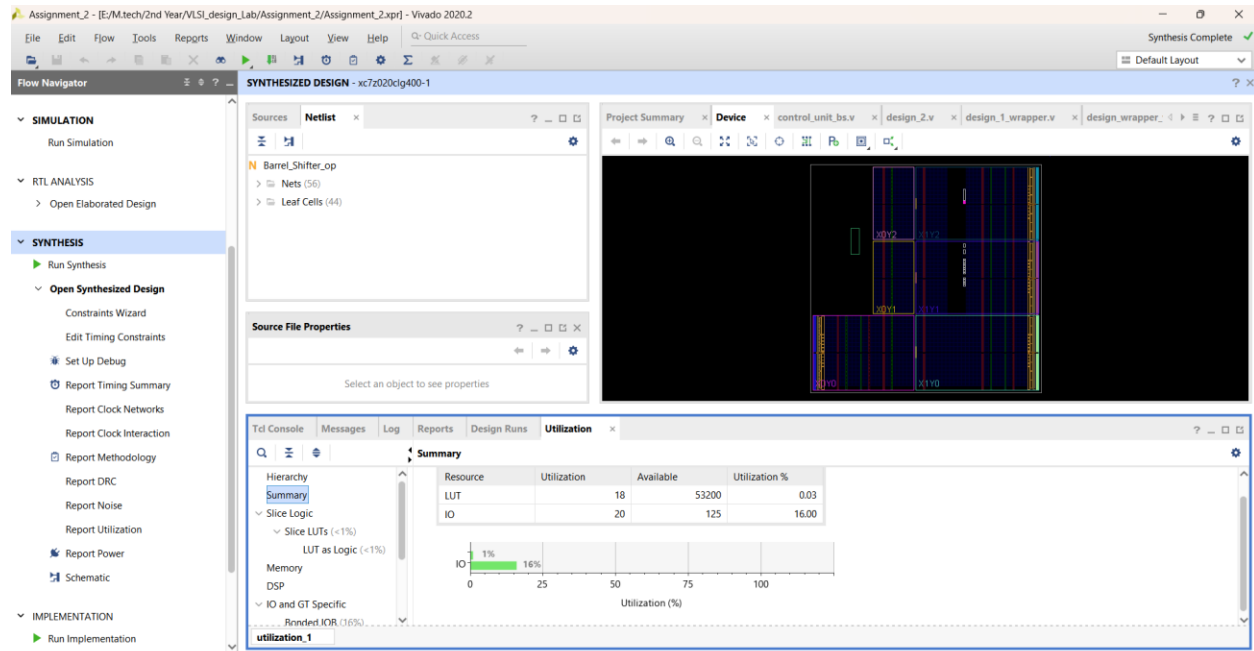 Assignment_2 - [E:/M.tech/2nd Year/VLSI_design_Lab/Assignment_2/Assignment_2.xpr] - Vivado 2020.2
File Edit Flow Tools Reports Window Layout View Help Q- Quick Access
Synthesis Complete
Default Layout
Flow Navigator
SIMULATION
Run Simulation
RTL ANALYSIS
Open Elaborated Design
SYNTHESIS
Run Synthesis
Open Synthesized Design
Constraints Wizard
Edit Timing Constraints
Set Up Debug
Report Timing Summary
Report Clock Networks
Report Clock Interaction
Report Methodology
Report DRC
Report Noise
Report Utilization
Report Power
Schematic
IMPLEMENTATION
Run Implementation
SYNTHESIZED DESIGN - xc7z020clg400-1
Sources Netlist
N Barrel_Shifter_op
Nets (56)
Leaf Cells (44)
Source File Properties
Select an object to see properties
Project Summary Device control_unit_bs.v design_2.v design_1_wrapper.v design_wrapper_
X0Y2 X1Y2
X0Y1 X1Y1
X0Y0 X1Y0
Tcl Console Messages Log Reports Design Runs Utilization
Summary
Hierarchy
Summary
Slice Logic
Slice LUTs (<1%)
LUT as Logic (<1%)
Memory
DSP
IO and GT Specific
Bonded IOB (16%)
Resource Utilization Available Utilization %
LUT 18 53200 0.03
IO 20 125 16.00
1%
IO 16%
0 25 50 75 100
Utilization (%)
utilization_1